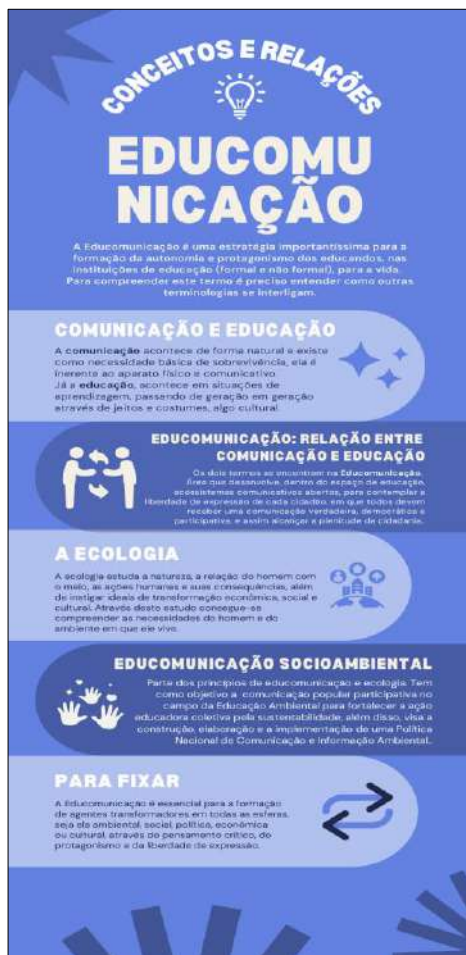 CONCEITOS E RELAÇÕES
EDUCOMU
NICAÇÃO
A Educomunicação é uma estratégia importantíssima para a
formação da autonomia e protagonismo dos educandos, nas
instituições de educação (formal e não formal), para a vida.
Para compreender este termo é preciso entender como outras
terminologias se interligam.
COMUNICAÇÃO E EDUCAÇÃO
A comunicação acontece de forma natural e existe
como necessidade básica de sobrevivência, ela é
inerente ao aparato físico e comunicativo.
Já a educação, acontece em situações de
aprendizagem, passando de geração em geração
através de jeitos e costumes, algo cultural.
EDUCOMUNICAÇÃO: RELAÇÃO ENTRE
COMUNICAÇÃO E EDUCAÇÃO
Os dois termos se encontram na Educomunicação.
Área que desenvolve, dentro do espaço de educação,
ecossistemas comunicativos abertos, para contemplar a
liberdade de expressão de cada cidadão, em que todos devem
receber uma comunicação verdadeira, democrática e
participativa, e assim alcançar a plenitude da cidadania.
A ECOLOGIA
A ecologia estuda a natureza, a relação do homem com
o meio, as ações humanas e suas consequências, além
de instigar ideais de transformação econômica, social e
cultural. Através deste estudo consegue-se
compreender as necessidades do homem e do
ambiente em que ele vive.
EDUCOMUNICAÇÃO SOCIOAMBIENTAL
Parte dos princípios de educomunicação e ecologia. Tem
como objetivo a comunicação popular participativa no
campo da Educação Ambiental para fortalecer a ação
educadora coletiva pela sustentabilidade, além disso, visa a
construção, elaboração e a implementação de uma Política
Nacional de Comunicação e Informação Ambiental.
PARA FIXAR
A Educomunicação é essencial para a formação
de agentes transformadores em todas as esferas,
seja ela ambiental, social, política, econômica
ou cultural, através do pensamento crítico, do
protagonismo e da liberdade de expressão.